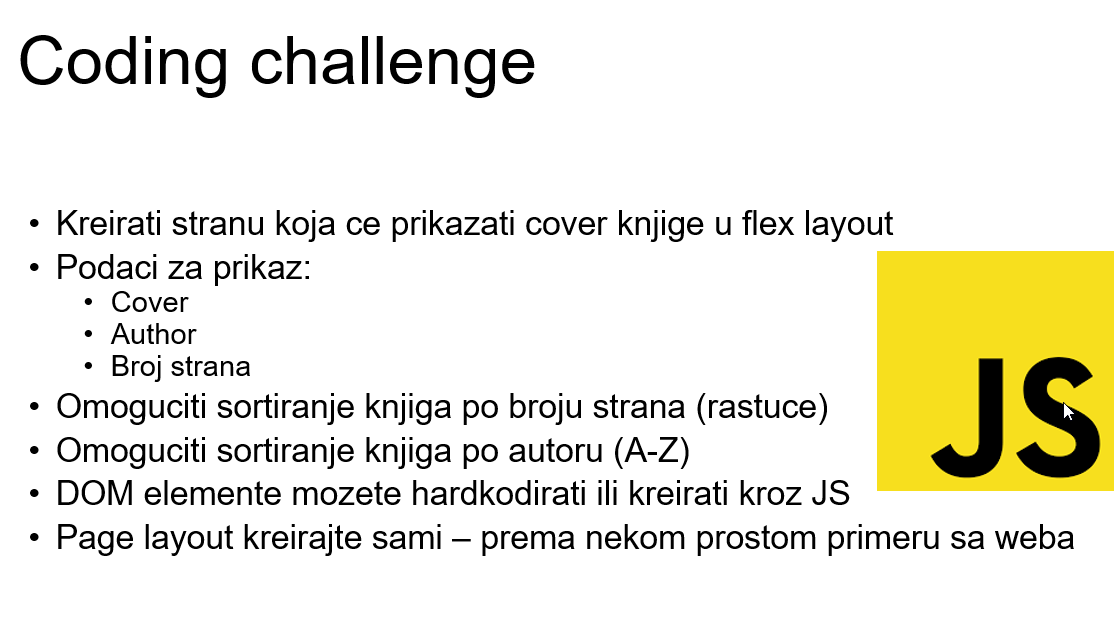 Coding challenge
• Kreirati stranu koja ce prikazati cover knjige u flex layout
• Podaci za prikaz:
• Cover
• Author
• Broj strana
• Omoguciti sortiranje knjiga po broju strana (rastuce)
• Omoguciti sortiranje knjiga po autoru (A-Z)
• DOM elemente mozete hardkodirati ili kreirati kroz JS
• Page layout kreirajte sami – prema nekom prostom primeru sa weba
JS